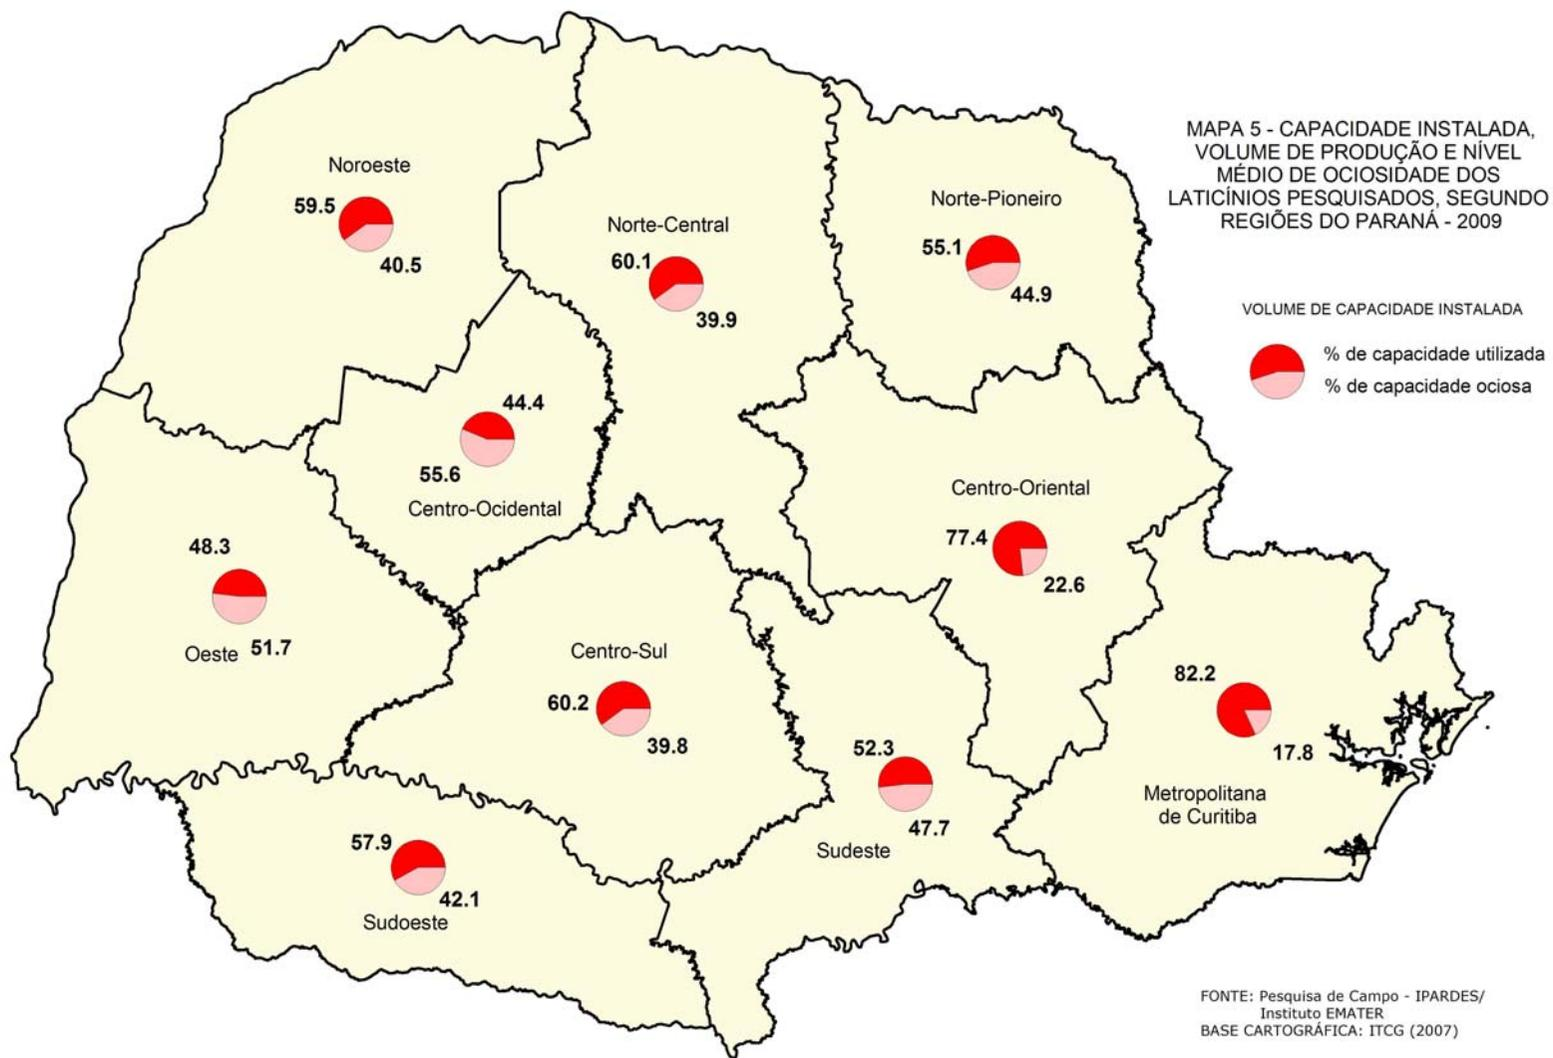 MAPA 5 - CAPACIDADE INSTALADA,
VOLUME DE PRODUÇÃO E NÍVEL
MÉDIO DE OCIOSIDADE DOS
LATICÍNIOS PESQUISADOS, SEGUNDO
REGIÕES DO PARANÁ - 2009
VOLUME DE CAPACIDADE INSTALADA
% de capacidade utilizada
% de capacidade ociosa
Noroeste
59.5
40.5
Norte-Central
60.1
39.9
Norte-Pioneiro
55.1
44.9
44.4
55.6
Centro-Ocidental
Centro-Oriental
77.4
22.6
48.3
Oeste 51.7
Centro-Sul
60.2
39.8
82.2
17.8
Metropolitana
de Curitiba
52.3
47.7
Sudeste
57.9
42.1
Sudoeste
FONTE: Pesquisa de Campo - IPARDES/
Instituto EMATER
BASE CARTOGRÁFICA: ITCG (2007)